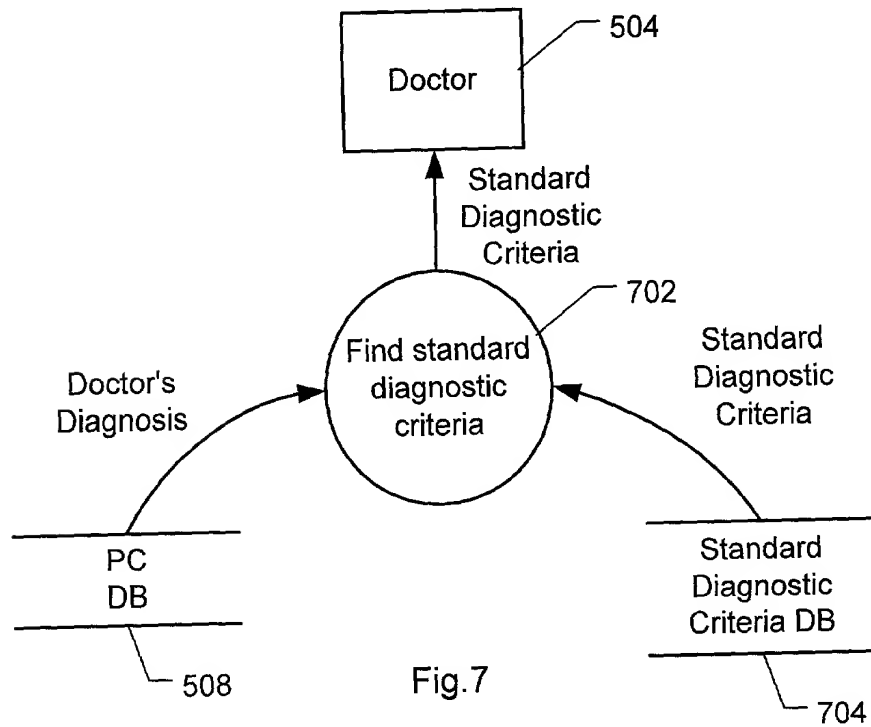 504
Doctor
Standard
Diagnostic
Criteria
702
Find standard
diagnostic
criteria
Doctor's
Diagnosis
Standard
Diagnostic
Criteria
PC
DB
508
Standard
Diagnostic
Criteria DB
704
Fig.7